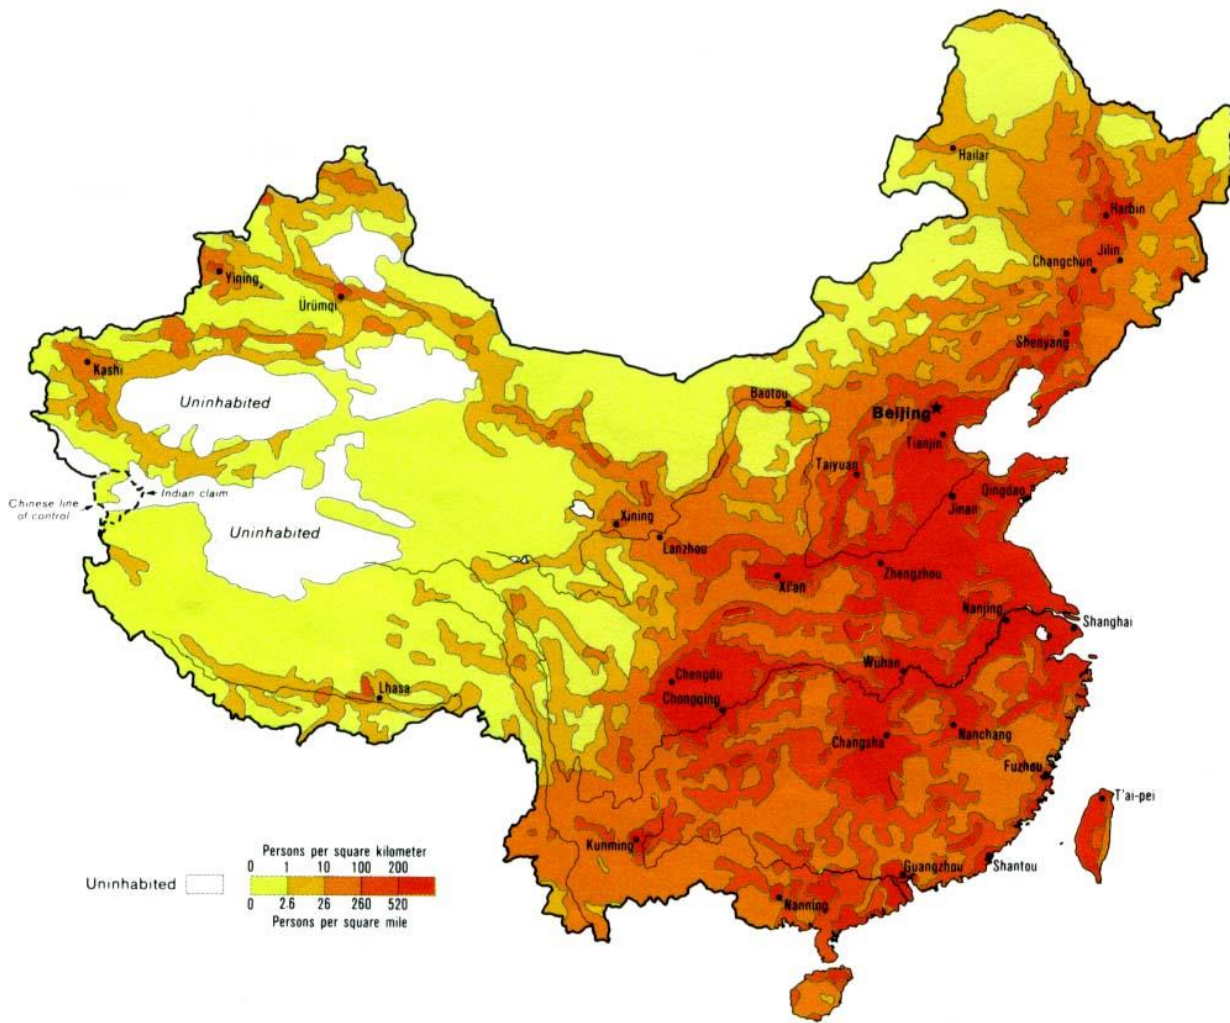 Hailar
Harbin
Jilin
Changchun
Yining
Ürümqi
Shenyang
Kashi
Baotou
Uninhabited
Beijing
Tianjin
Taiyuan
Chinese line
of control
Indian claim
Qingdao
Jinan
Xining
Uninhabited
Lanzhou
Zhengzhou
Xi'an
Nanjing
Shanghai
Wuhan
Chengdu
Lhasa
Chongqing
Nanchang
Changsha
Fuzhou
T'ai-pei
Kunming
Persons per square kilometer
0 1 10 100 200
Uninhabited
0 2.6 26 260 520
Persons per square mile
Guangzhou
Shantou
Nanning